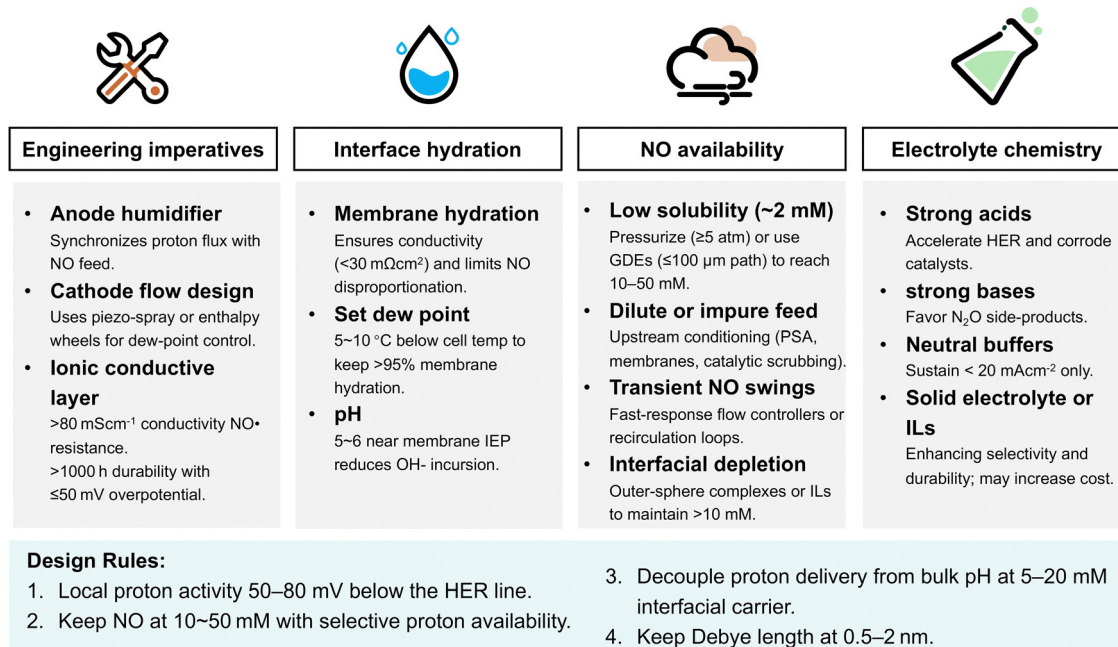 Engineering imperatives
• Anode humidifier
Synchronizes proton flux with
NO feed.
• Cathode flow design
Uses piezo-spray or enthalpy
wheels for dew-point control.
• Ionic conductive
layer
>80 mScm⁻¹ conductivity NO•
resistance.
>1000 h durability with
≤50 mV overpotential.
Interface hydration
• Membrane hydration
Ensures conductivity
(<30 mΩcm²) and limits NO
disproportionation.
• Set dew point
5~10 °C below cell temp to
keep >95% membrane
hydration.
• pH
5~6 near membrane IEP
reduces OH- incursion.
NO availability
• Low solubility (~2 mM)
Pressurize (≥5 atm) or use
GDEs (≤100 µm path) to reach
10–50 mM.
• Dilute or impure feed
Upstream conditioning (PSA,
membranes, catalytic scrubbing).
• Transient NO swings
Fast-response flow controllers or
recirculation loops.
• Interfacial depletion
Outer-sphere complexes or ILs
to maintain >10 mM.
Electrolyte chemistry
• Strong acids
Accelerate HER and corrode
catalysts.
• strong bases
Favor N₂O side-products.
• Neutral buffers
Sustain < 20 mAcm⁻² only.
• Solid electrolyte or
ILs
Enhancing selectivity and
durability; may increase cost.
Design Rules:
1. Local proton activity 50–80 mV below the HER line.
2. Keep NO at 10~50 mM with selective proton availability.
3. Decouple proton delivery from bulk pH at 5–20 mM
interfacial carrier.
4. Keep Debye length at 0.5–2 nm.